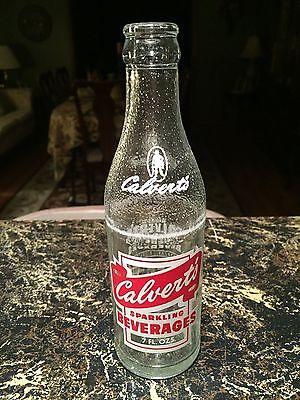 Calvert's
Calvert's
SPARKLING
BEVERAGES
7 FL. OZS.